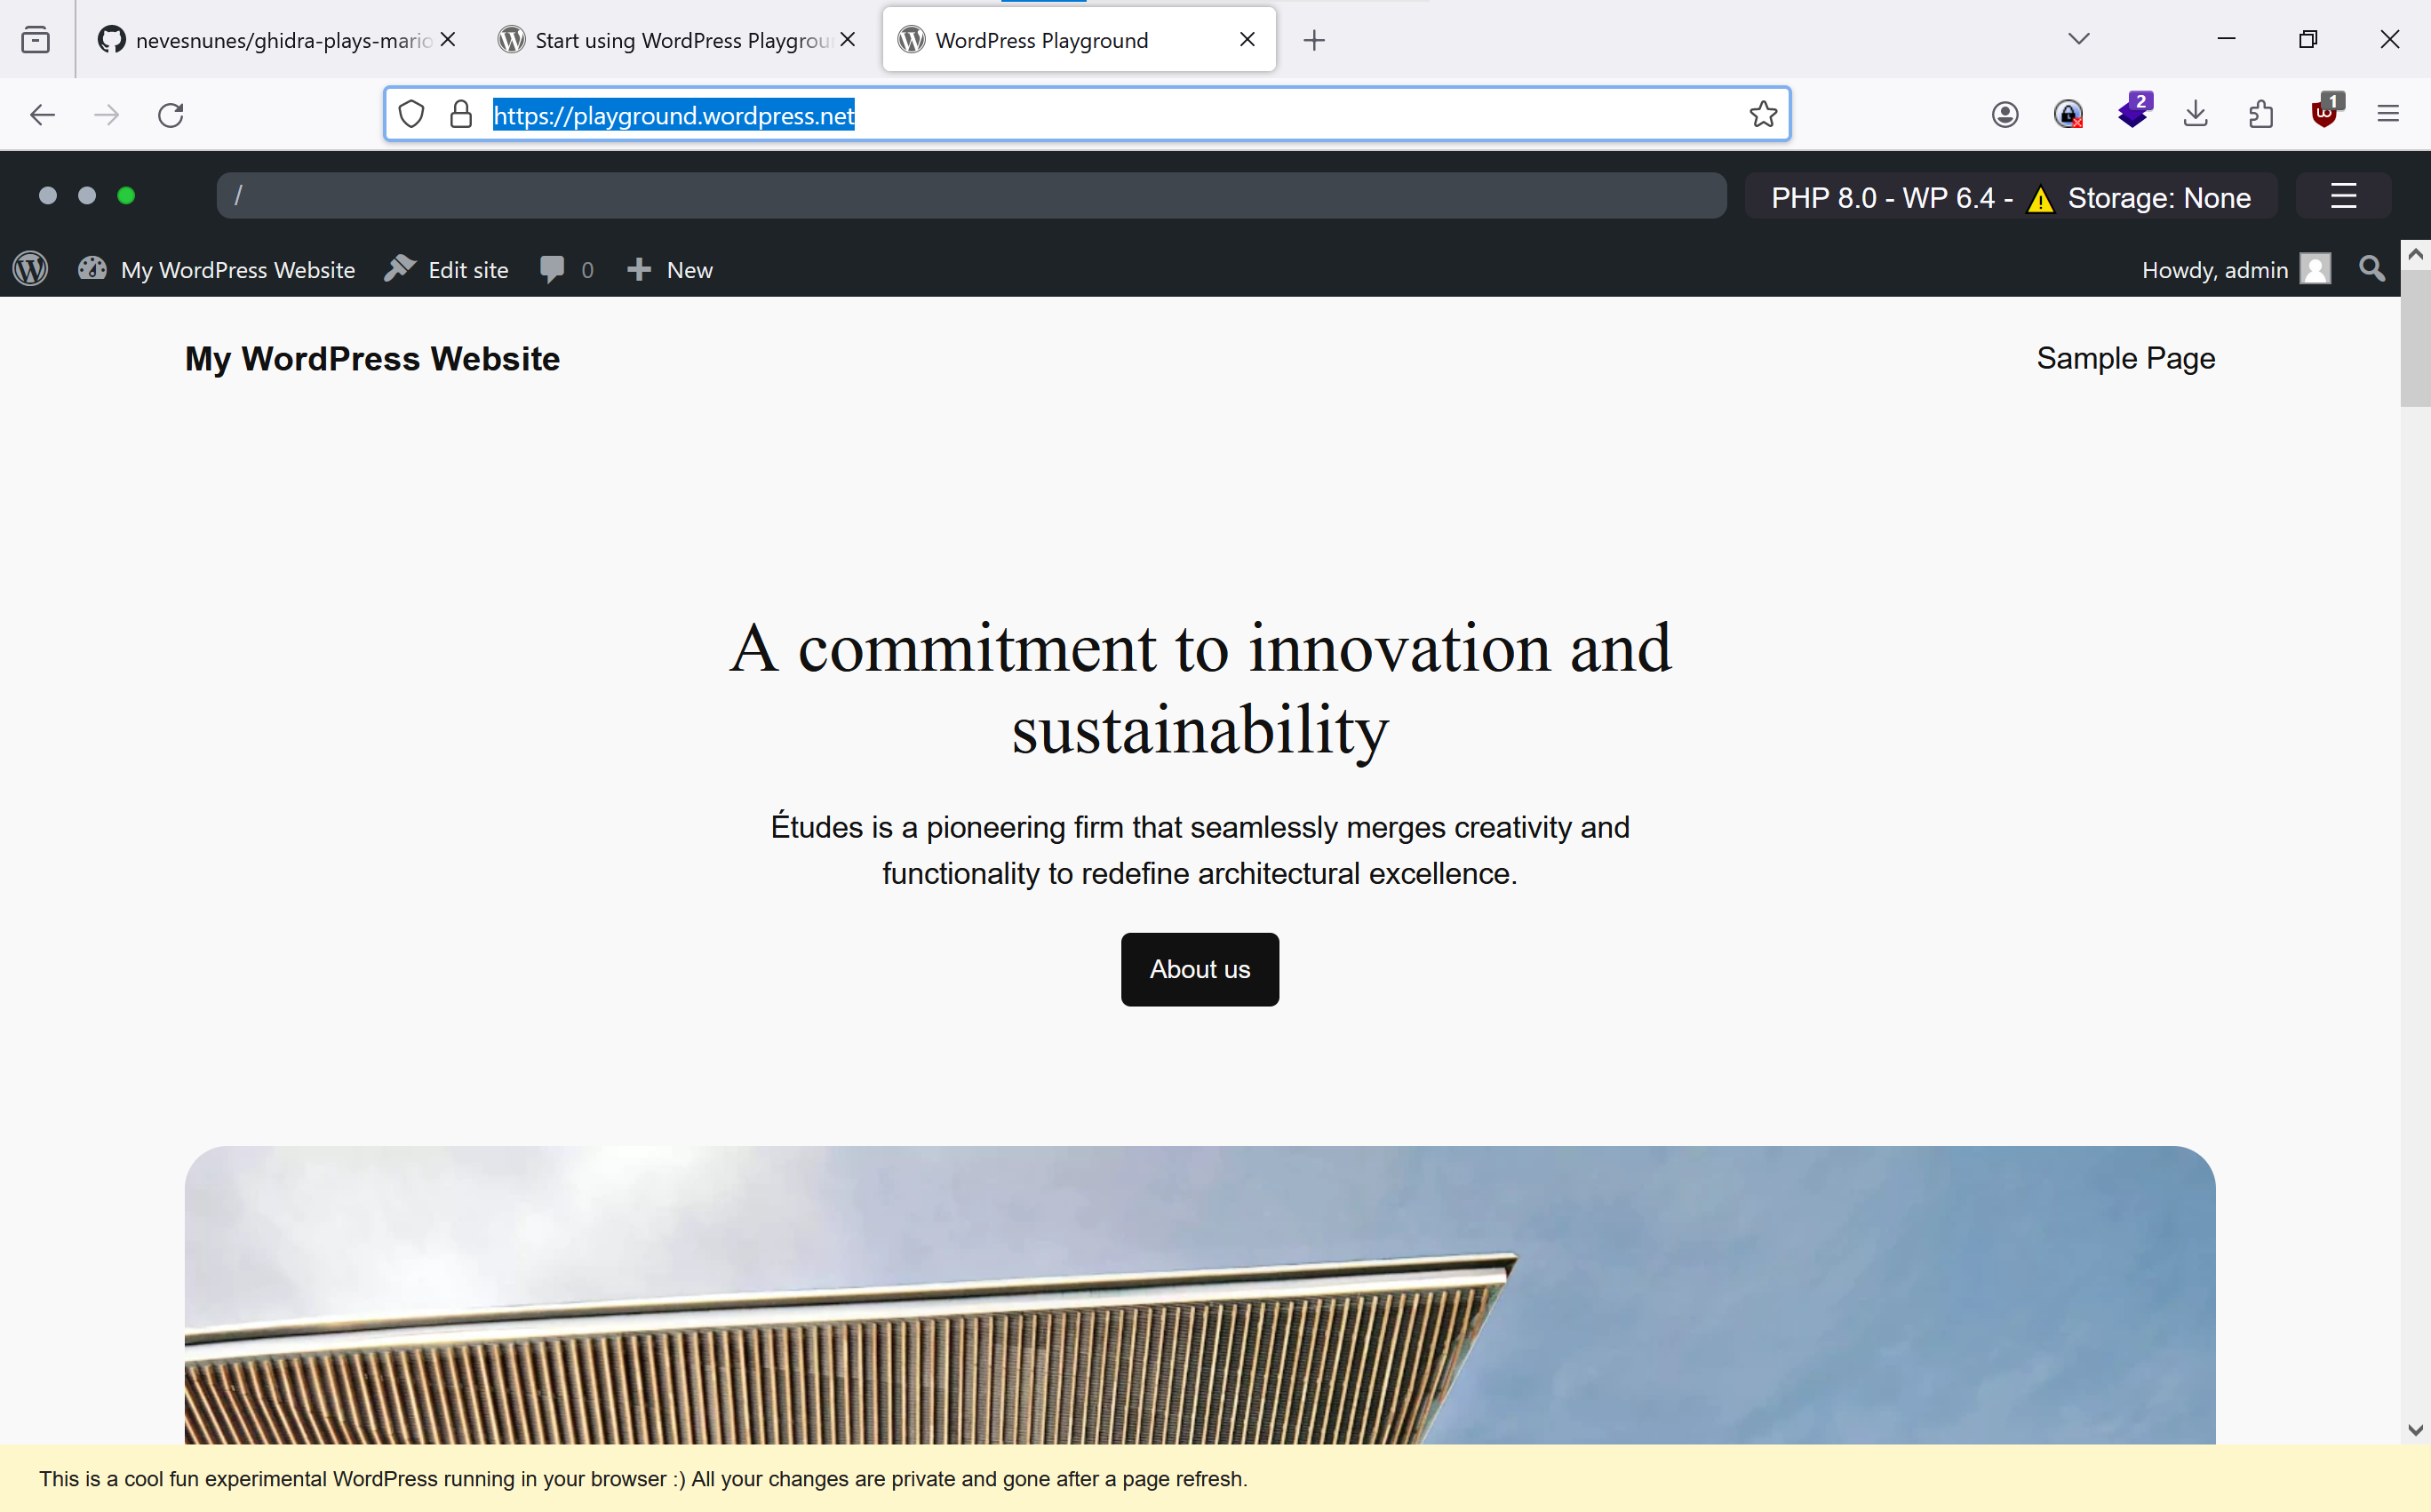 nevesnunes/ghidra-plays-mario
Start using WordPress Playgrou
WordPress Playground
https://playground.wordpress.net
2
1
/
PHP 8.0 - WP 6.4 - ⚠ Storage: None
My WordPress Website
Edit site
0
New
Howdy, admin
My WordPress Website
Sample Page
A commitment to innovation and
sustainability
Études is a pioneering firm that seamlessly merges creativity and
functionality to redefine architectural excellence.
About us
This is a cool fun experimental WordPress running in your browser :) All your changes are private and gone after a page refresh.